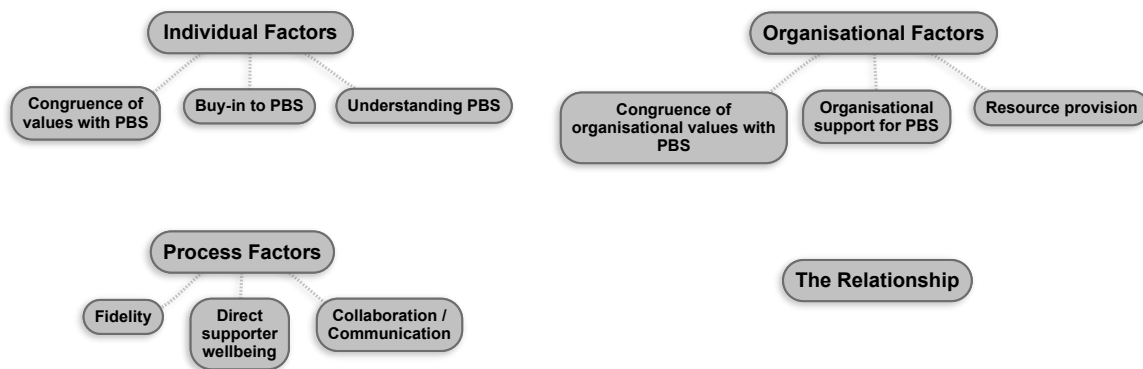 Individual Factors
Congruence of
values with PBS
Buy-in to PBS
Understanding PBS
Organisational Factors
Congruence of
organisational values with
PBS
Organisational
support for PBS
Resource provision
Process Factors
Fidelity
Direct
supporter
wellbeing
Collaboration /
Communication
The Relationship